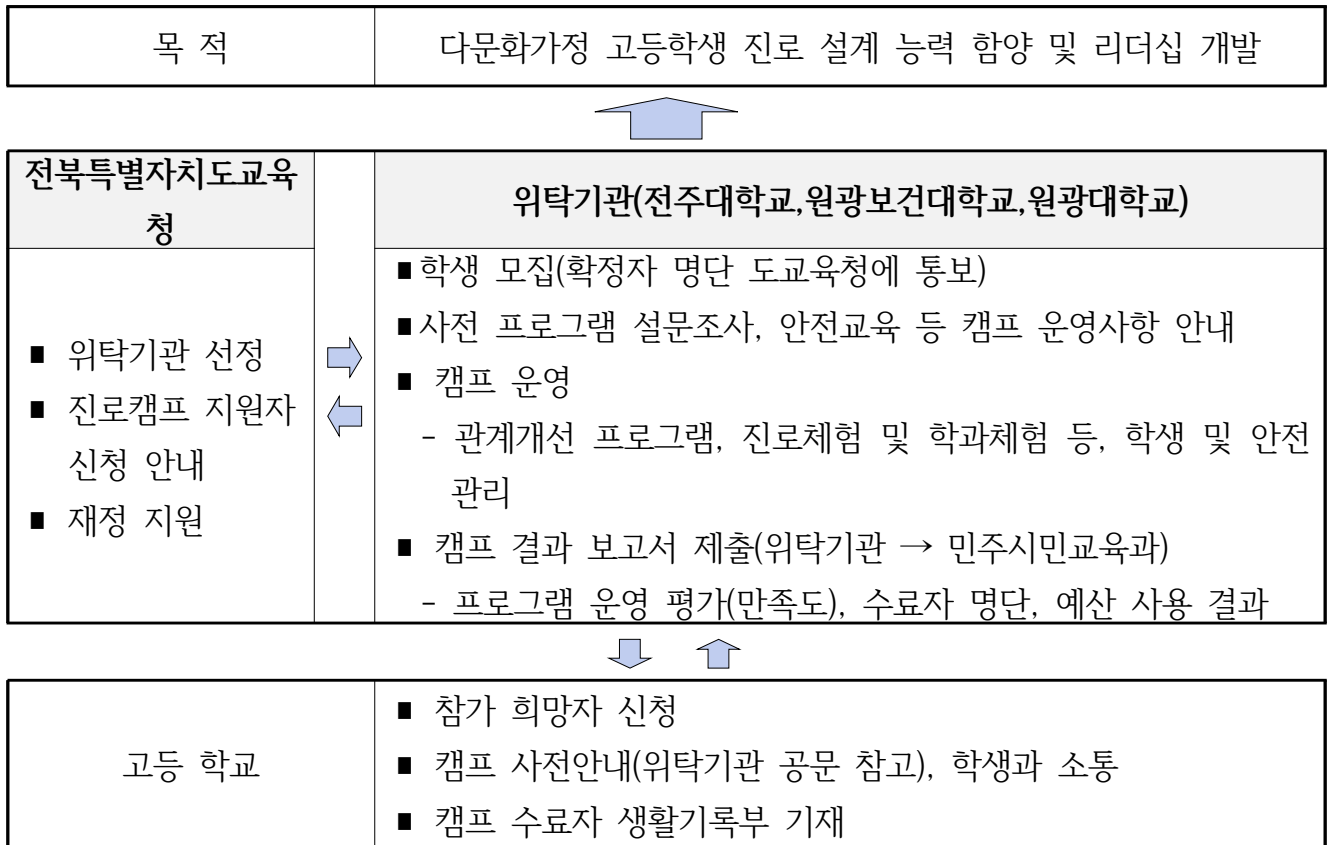 목 적
다문화가정 고등학생 진로 설계 능력 함양 및 리더십 개발
전북특별자치도교육
청
위탁기관(전주대학교,원광보건대학교,원광대학교)
■ 위탁기관 선정
■ 진로캠프 지원자
신청 안내
■ 재정 지원
■학생 모집(확정자 명단 도교육청에 통보)
■사전 프로그램 설문조사, 안전교육 등 캠프 운영사항 안내
■ 캠프 운영
- 관계개선 프로그램, 진로체험 및 학과체험 등, 학생 및 안전
관리
■ 캠프 결과 보고서 제출(위탁기관 → 민주시민교육과)
- 프로그램 운영 평가(만족도), 수료자 명단, 예산 사용 결과
고등 학교
■ 참가 희망자 신청
■ 캠프 사전안내(위탁기관 공문 참고), 학생과 소통
■ 캠프 수료자 생활기록부 기재